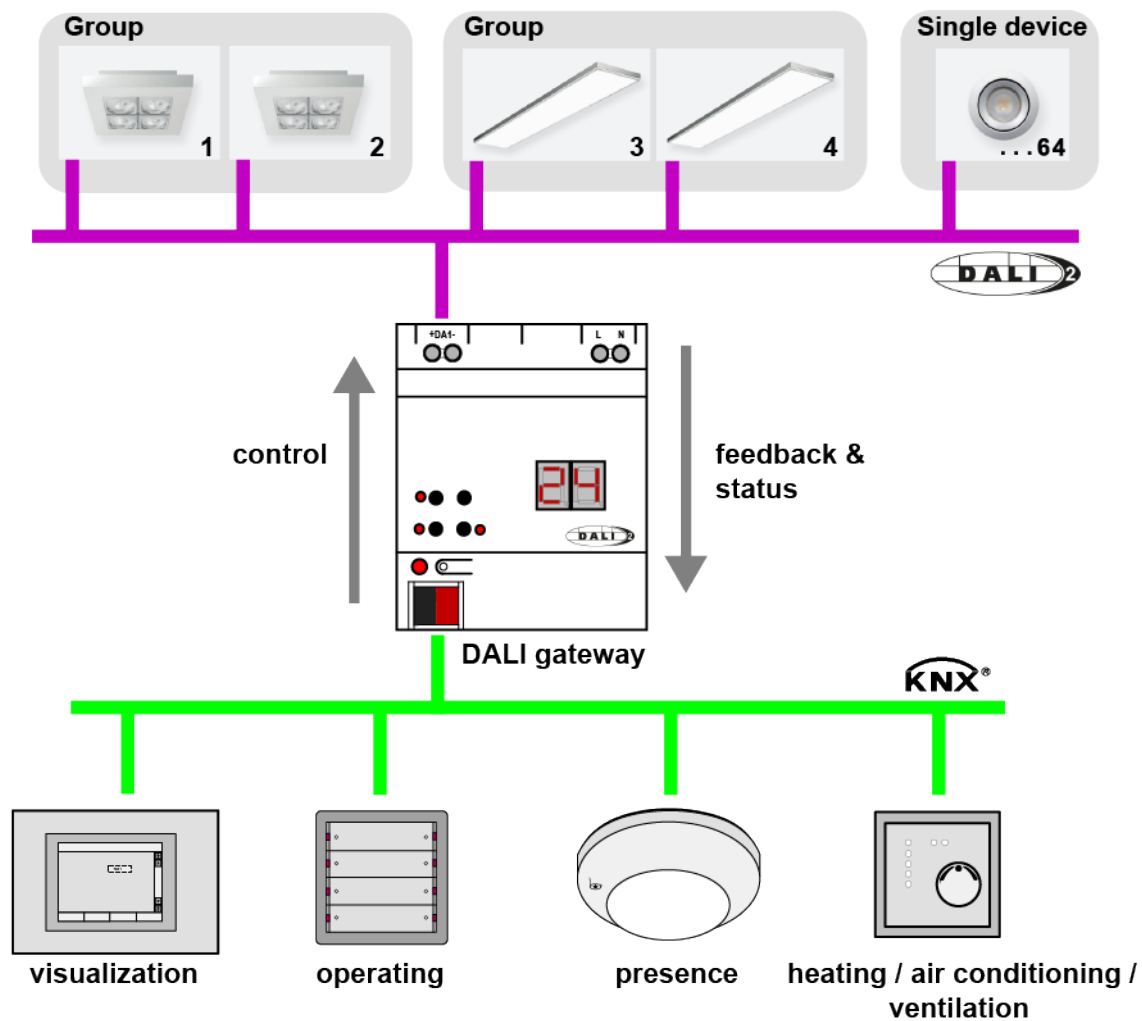 Group
Group
Single device
1
2
3
4
...64
DALI 2
+DA1-
L N
control
feedback &
status
24
DALI 2
DALI gateway
KNX®
visualization
operating
presence
heating / air conditioning /
ventilation